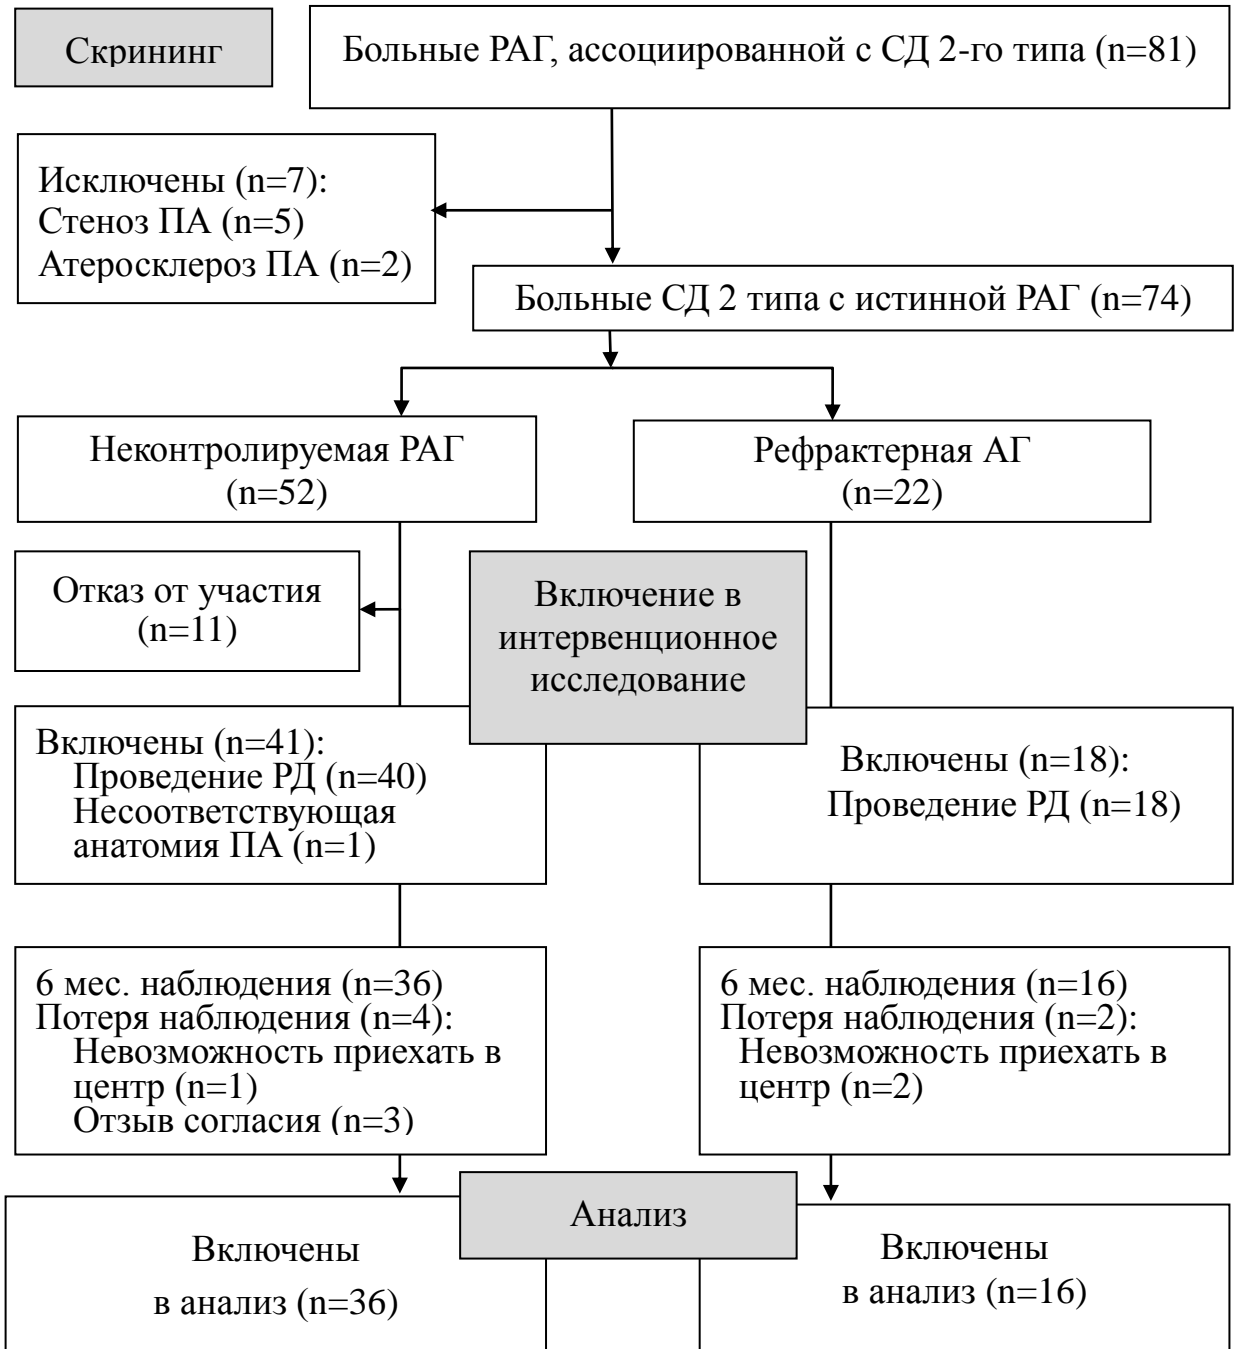 Скрининг
Больные РАГ, ассоциированной с СД 2-го типа (n=81)
Исключены (n=7):
Стеноз ПА (n=5)
Атеросклероз ПА (n=2)
Больные СД 2 типа с истинной РАГ (n=74)
Неконтролируемая РАГ
(n=52)
Рефрактерная АГ
(n=22)
Отказ от участия
(n=11)
Включение в
интервенционное
исследование
Включены (n=41):
Проведение РД (n=40)
Несоответствующая
анатомия ПА (n=1)
Включены (n=18):
Проведение РД (n=18)
6 мес. наблюдения (n=36)
Потеря наблюдения (n=4):
Невозможность приехать в
центр (n=1)
Отзыв согласия (n=3)
6 мес. наблюдения (n=16)
Потеря наблюдения (n=2):
Невозможность приехать в
центр (n=2)
Анализ
Включены
в анализ (n=36)
Включены
в анализ (n=16)